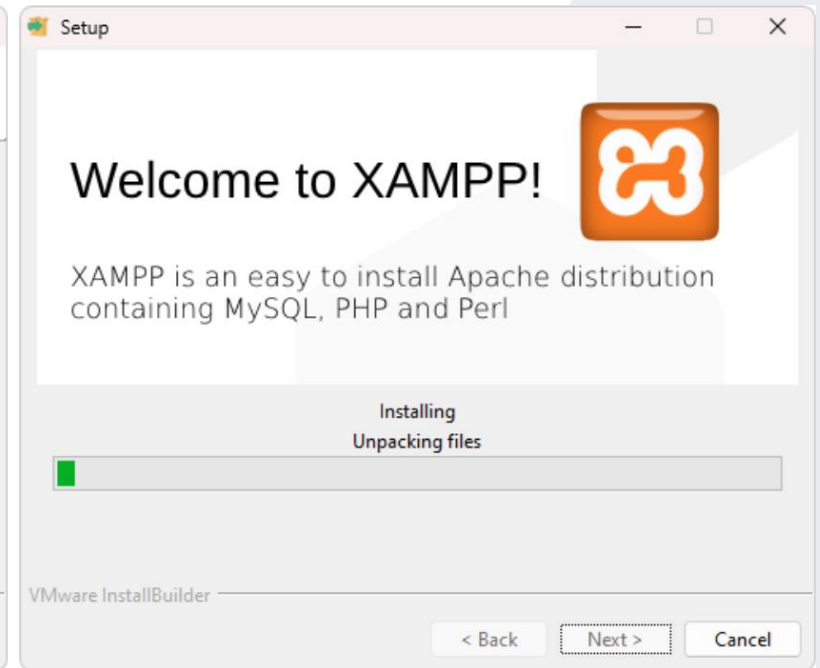 Setup
Welcome to XAMPP!
XAMPP is an easy to install Apache distribution
containing MySQL, PHP and Perl
Installing
Unpacking files
VMware InstallBuilder
< Back
Next >
Cancel